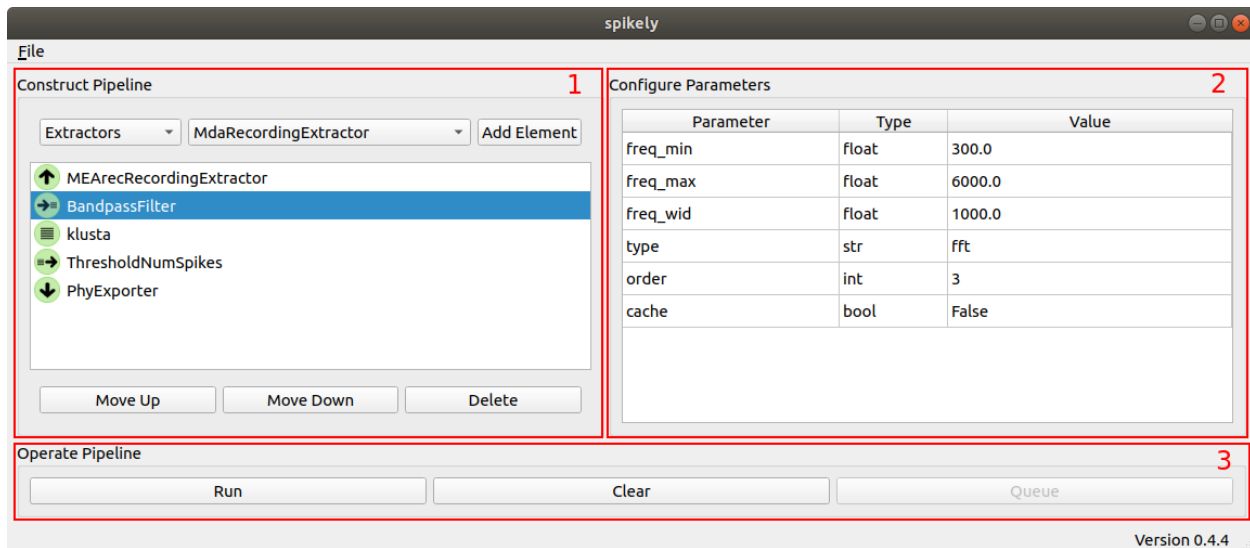 spikely
File
Construct Pipeline 1
Extractors MdaRecordingExtractor Add Element
MEArecRecordingExtractor
BandpassFilter
klusta
ThresholdNumSpikes
PhyExporter
Move Up Move Down Delete
Configure Parameters 2
Parameter Type Value
freq_min float 300.0
freq_max float 6000.0
freq_wid float 1000.0
type str fft
order int 3
cache bool False
Operate Pipeline 3
Run Clear Queue
Version 0.4.4